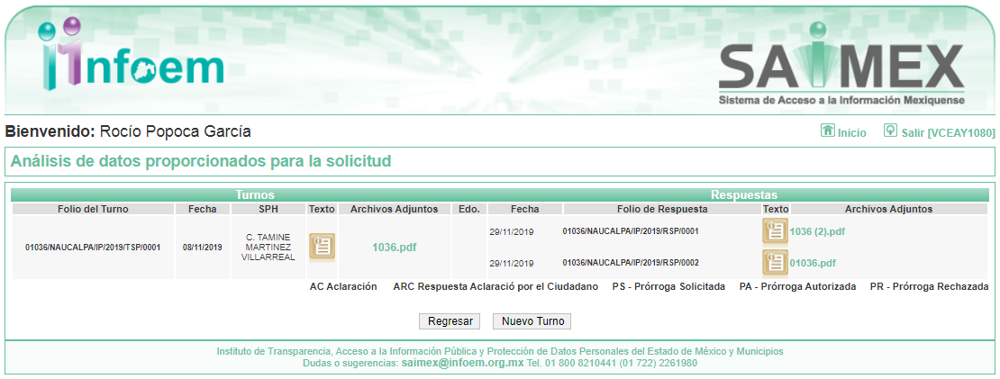 infoem
SAIMEX
Sistema de Acceso a la Información Mexiquense
Bienvenido: Rocío Popoca García
Inicio Salir [VCEAY1080]
Análisis de datos proporcionados para la solicitud
Turnos Respuestas
Folio del Turno Fecha SPH Texto Archivos Adjuntos Edo. Fecha Folio de Respuesta Texto Archivos Adjuntos
01036/NAUCALPA/IP/2019/TSP/0001 08/11/2019 C. TAMINE MARTINEZ VILLARREAL 1036.pdf
29/11/2019 01036/NAUCALPA/IP/2019/RSP/0001 1036 (2).pdf
29/11/2019 01036/NAUCALPA/IP/2019/RSP/0002 01036.pdf
AC Aclaración ARC Respuesta Aclaració por el Ciudadano PS - Prórroga Solicitada PA - Prórroga Autorizada PR - Prórroga Rechazada
Regresar Nuevo Turno
Instituto de Transparencia, Acceso a la Información Pública y Protección de Datos Personales del Estado de México y Municipios
Dudas o sugerencias: saimex@infoem.org.mx Tel. 01 800 8210441 (01 722) 2261980